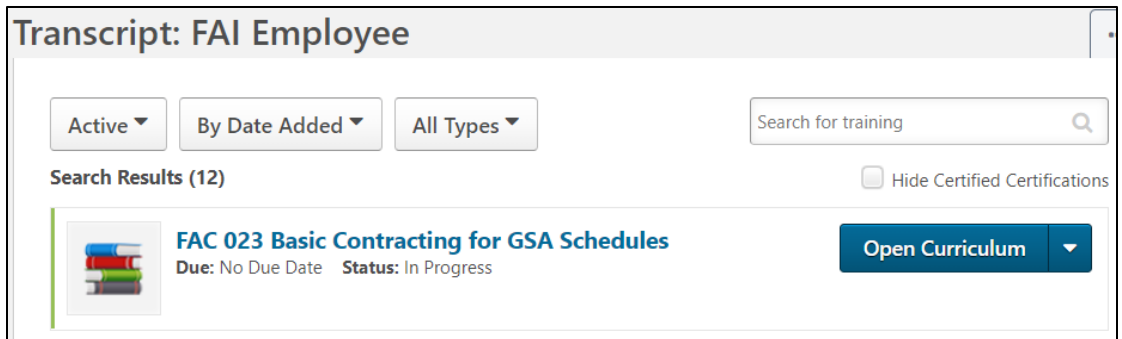 Transcript: FAI Employee
Active
By Date Added
All Types
Search for training
Search Results (12)
Hide Certified Certifications
FAC 023 Basic Contracting for GSA Schedules
Due: No Due Date Status: In Progress
Open Curriculum